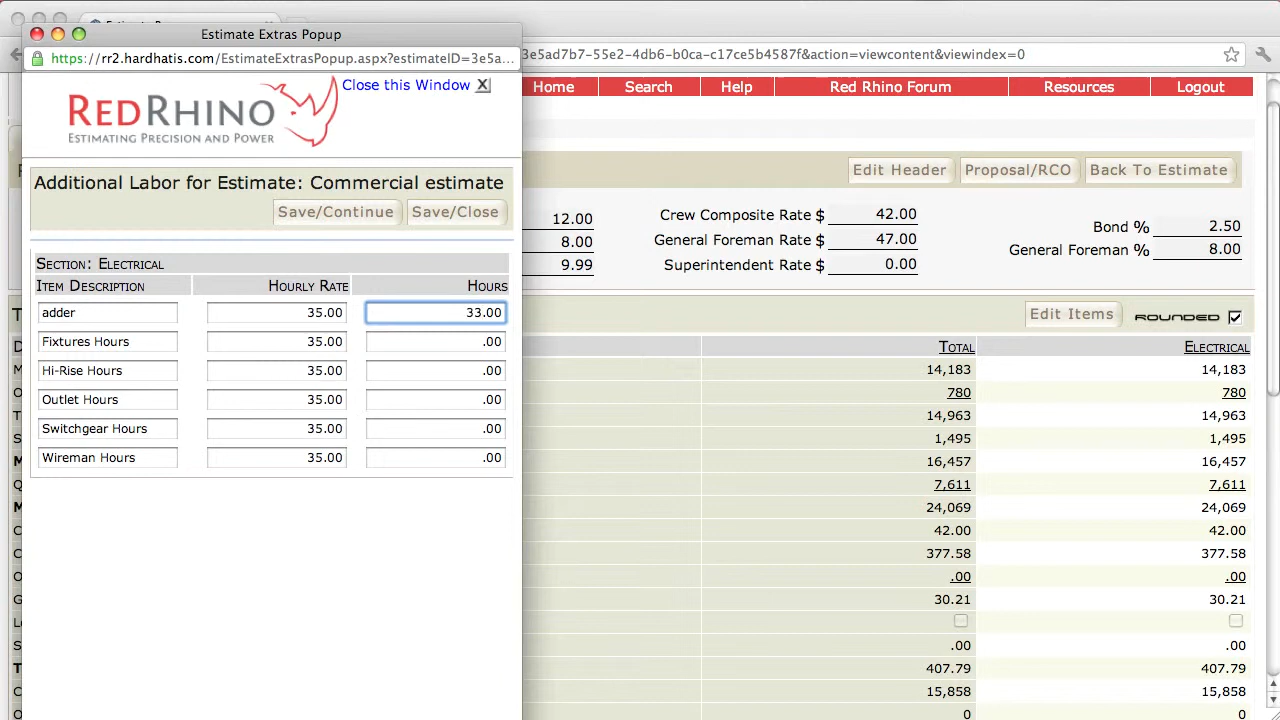 Estimate Extras Popup
https://rr2.hardhatis.com/EstimateExtrasPopup.aspx?estimateID=3e5a...
3e5ad7b7-55e2-4db6-b0ca-c17ce5b4587f&action=viewcontent&viewindex=0
Close this Window X
REDRHINO
ESTIMATING PRECISION AND POWER
Home Search Help Red Rhino Forum Resources Logout
Additional Labor for Estimate: Commercial estimate
Save/Continue Save/Close
Edit Header Proposal/RCO Back To Estimate
12.00 Crew Composite Rate $ 42.00
8.00 General Foreman Rate $ 47.00 Bond % 2.50
9.99 Superintendent Rate $ 0.00 General Foreman % 8.00
SECTION: ELECTRICAL
ITEM DESCRIPTION HOURLY RATE HOURS
adder 35.00 33.00
Fixtures Hours 35.00 .00
Hi-Rise Hours 35.00 .00
Outlet Hours 35.00 .00
Switchgear Hours 35.00 .00
Wireman Hours 35.00 .00
Edit Items ROUNDED
TOTAL ELECTRICAL
14,183 14,183
780 780
14,963 14,963
1,495 1,495
16,457 16,457
7,611 7,611
24,069 24,069
42.00 42.00
377.58 377.58
.00 .00
30.21 30.21
.00 .00
407.79 407.79
15,858 15,858
0 0